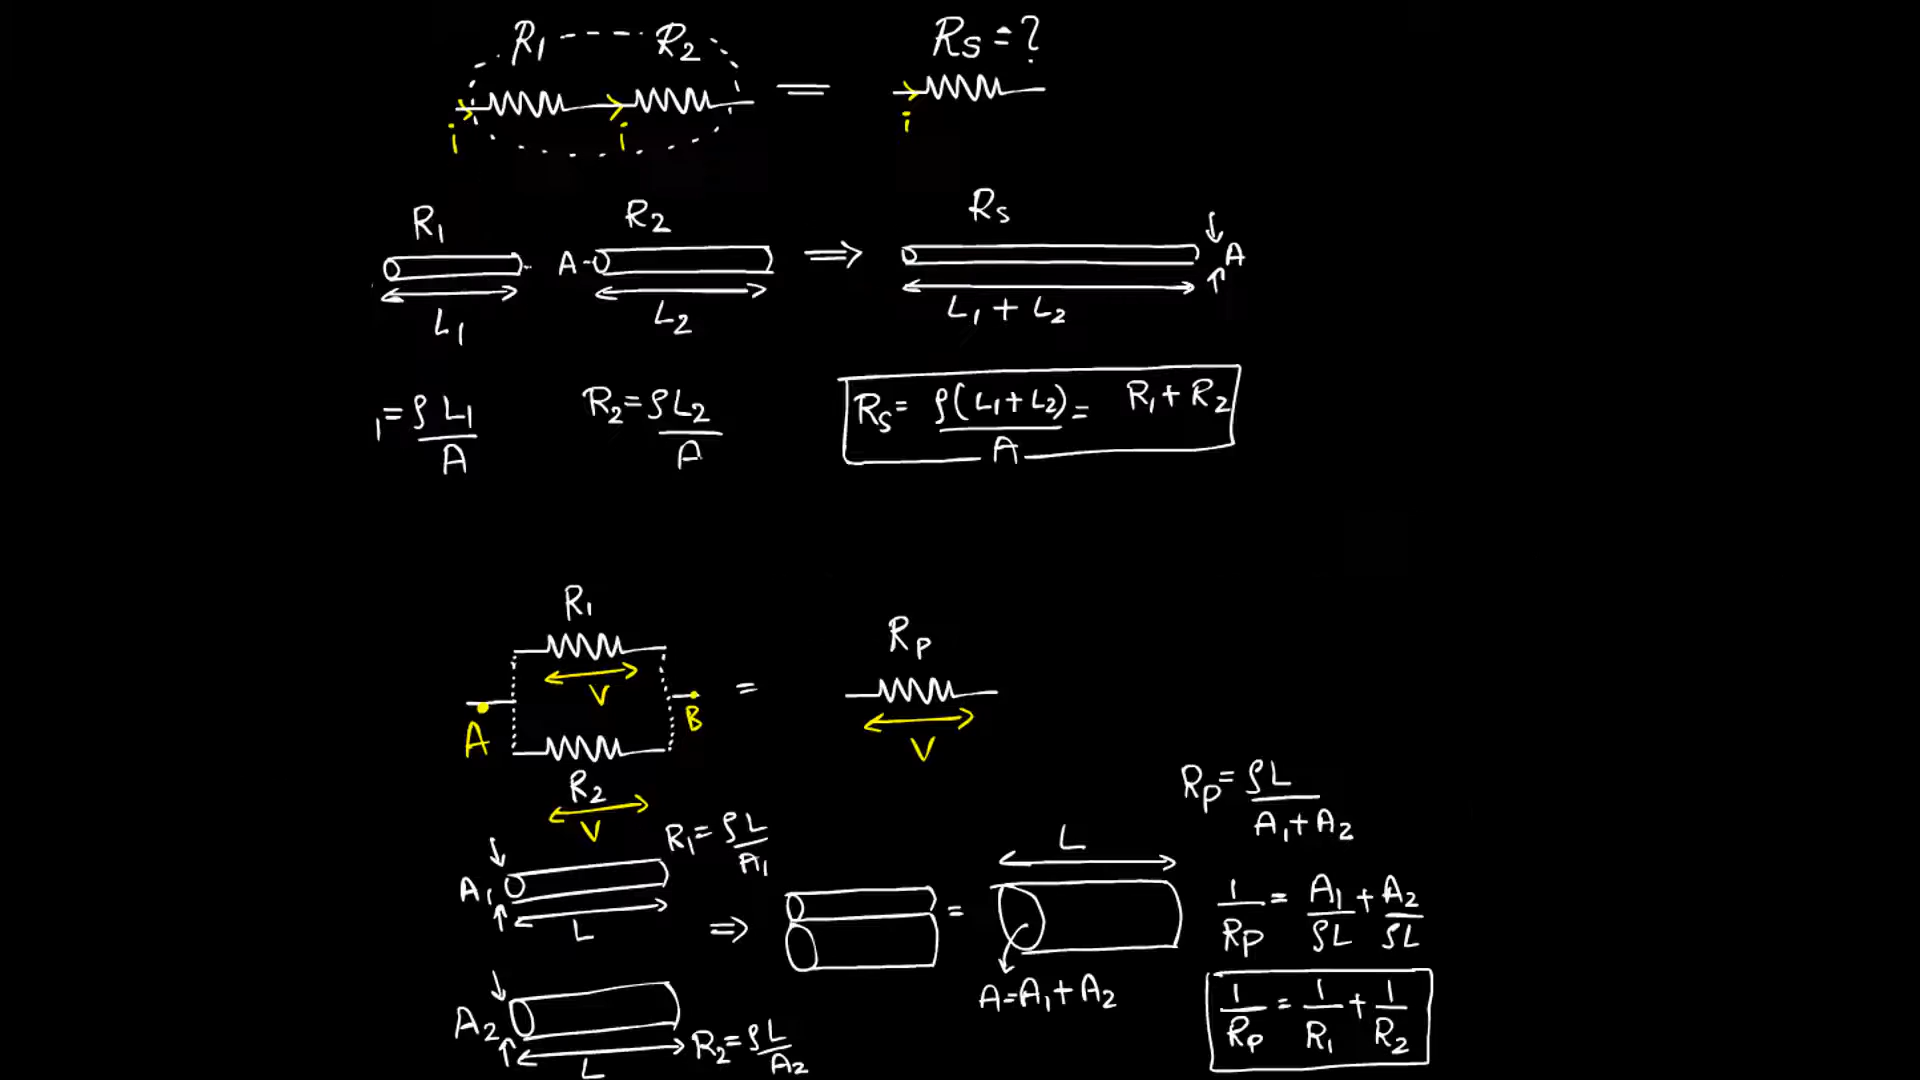 R₁ R₂ Rs=?
i i i
R₁ R₂ Rs
A A
L₁ L₂ L₁ + L₂
₁=ρL₁/A R₂=ρL₂/A Rs=ρ(L₁+L₂)/A= R₁+R₂
R₁
Rp
V
A B =
V
R₂
V
R₁=ρL/A₁
A₁
L
A₂
L
R₂=ρL/A₂
⇒ =
L
A=A₁+A₂
Rp=ρL/A₁+A₂
1/Rp=A₁/ρL+A₂/ρL
1/Rp=1/R₁+1/R₂